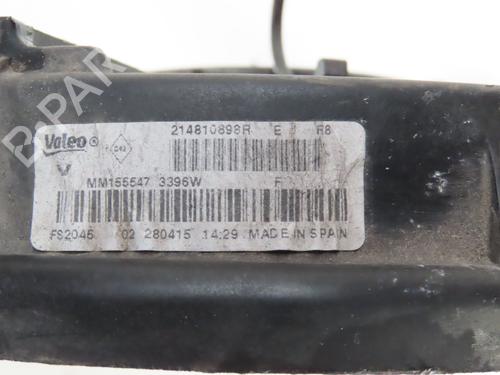 B-PARTS
Valeo®
214810898R E R8
V
MM155547 3396W F
FS2045 02 280415 14:29 MADE IN SPAIN